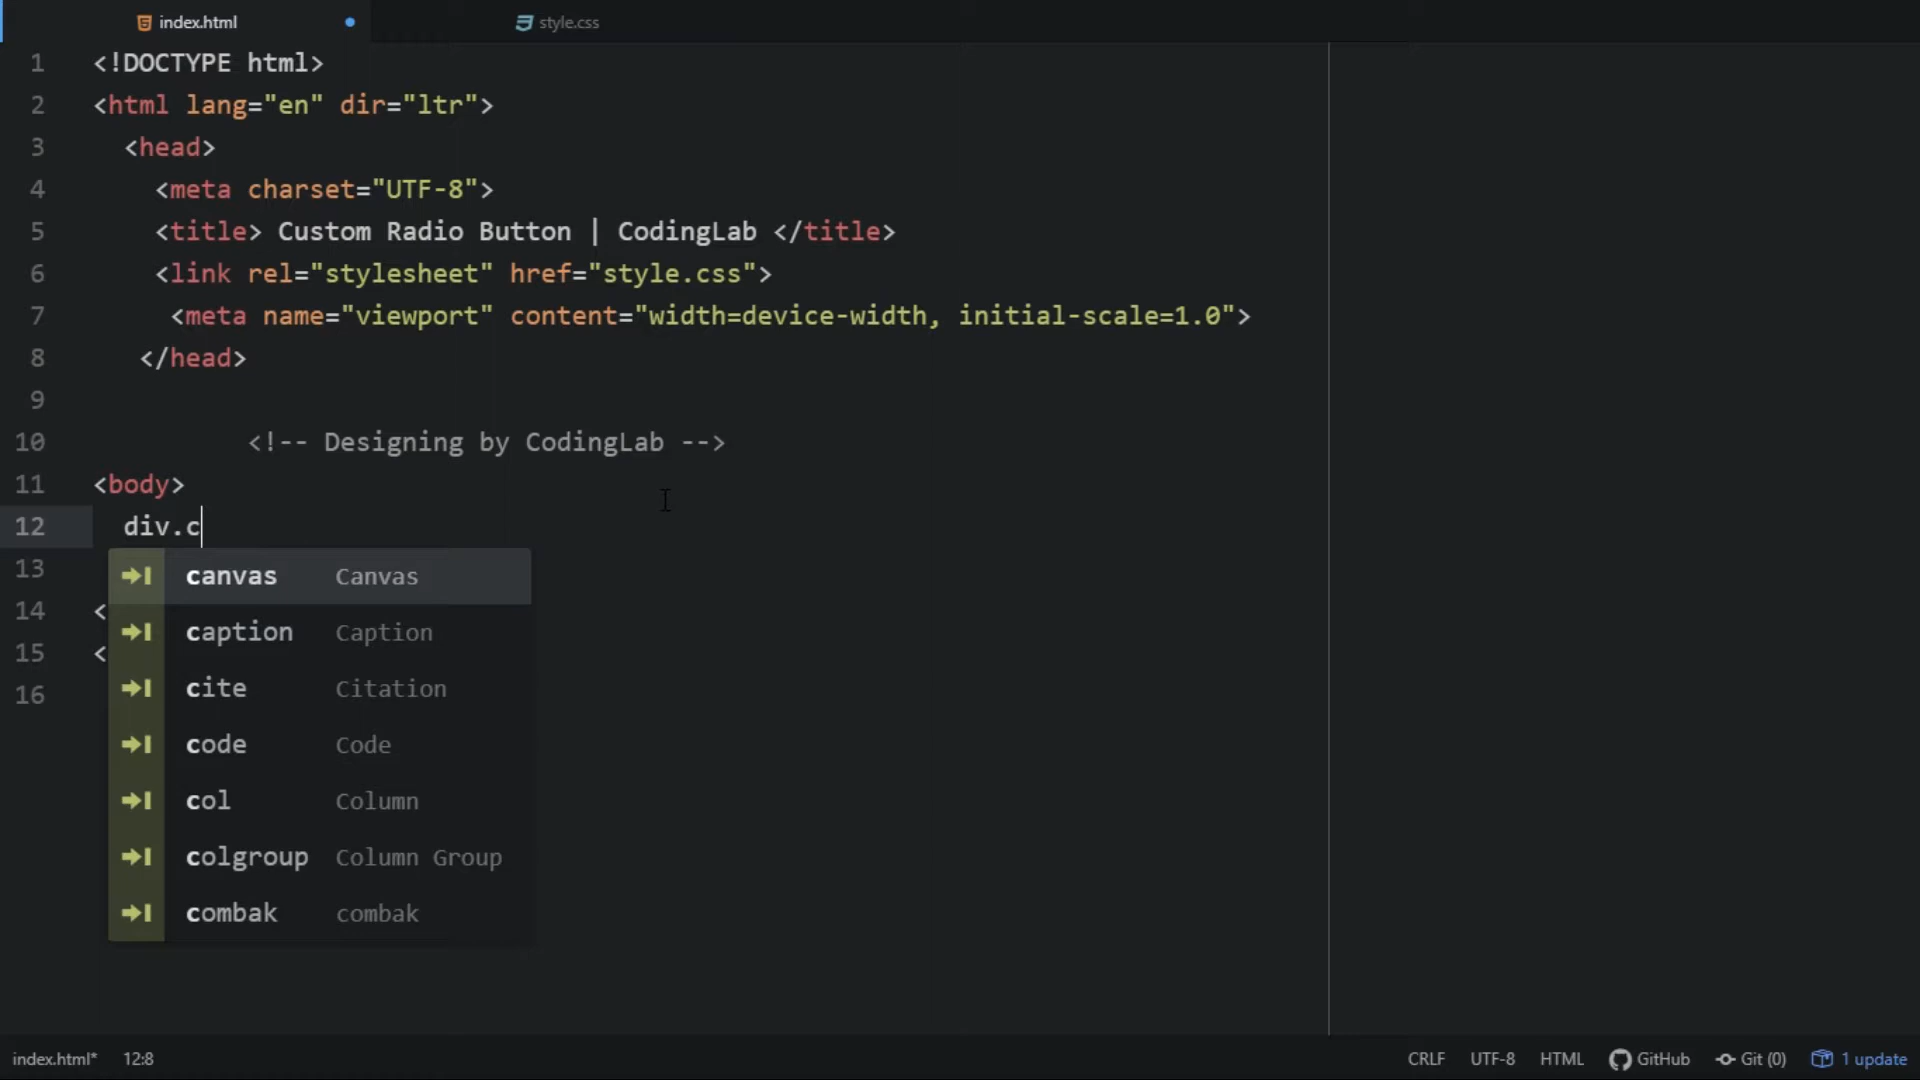 index.html
style.css
1 <!DOCTYPE html>
2 <html lang="en" dir="ltr">
3 <head>
4 <meta charset="UTF-8">
5 <title> Custom Radio Button | CodingLab </title>
6 <link rel="stylesheet" href="style.css">
7 <meta name="viewport" content="width=device-width, initial-scale=1.0">
8 </head>
9
10 <!-- Designing by CodingLab -->
11 <body>
12 div.c
13
14 <
15 <
16
canvas Canvas
caption Caption
cite Citation
code Code
col Column
colgroup Column Group
combak combak
index.html* 12:8 CRLF UTF-8 HTML GitHub Git (0) 1 update